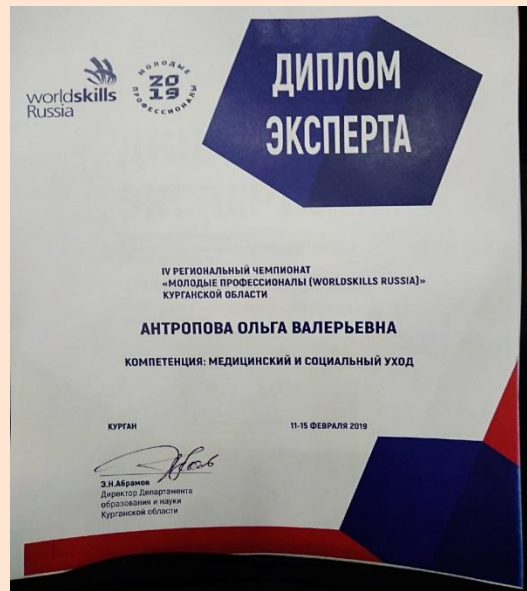 worldskills
Russia
МОЛОДЫЕ
2019
ПРОФЕССИОНАЛЫ
ДИПЛОМ
ЭКСПЕРТА
IV РЕГИОНАЛЬНЫЙ ЧЕМПИОНАТ
«МОЛОДЫЕ ПРОФЕССИОНАЛЫ (WORLDSKILLS RUSSIA)»
КУРГАНСКОЙ ОБЛАСТИ
АНТРОПОВА ОЛЬГА ВАЛЕРЬЕВНА
КОМПЕТЕНЦИЯ: МЕДИЦИНСКИЙ И СОЦИАЛЬНЫЙ УХОД
КУРГАН
11-15 ФЕВРАЛЯ 2019
Э.Н.Абрамов
Директор Департамента
образования и науки
Курганской области